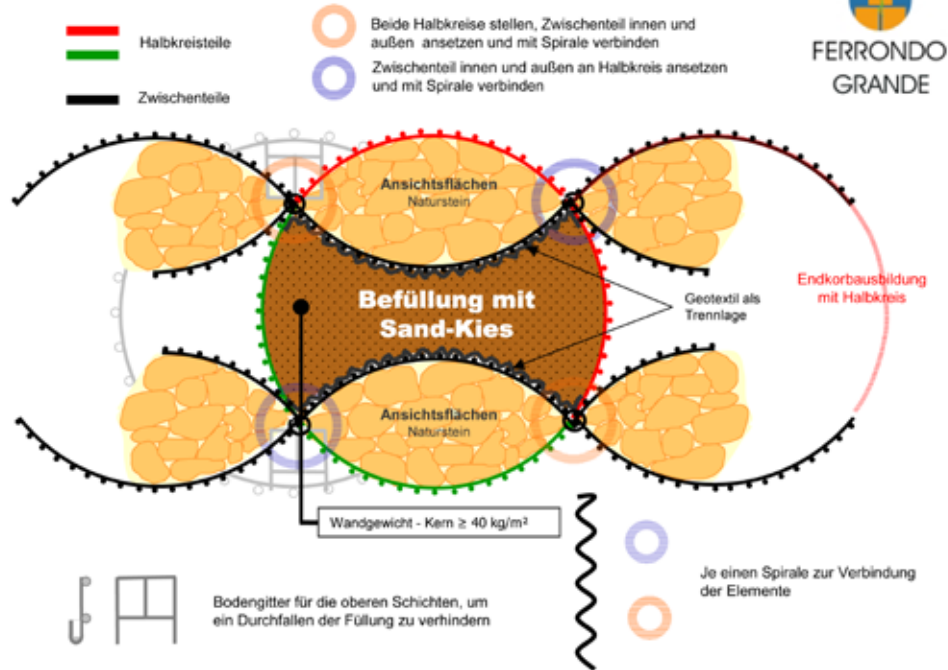 Halbkreisteile
Zwischenteile
Beide Halbkreise stellen, Zwischenteil innen und
außen ansetzen und mit Spirale verbinden
Zwischenteil innen und außen an Halbkreis ansetzen
und mit Spirale verbinden
FERRONDO
GRANDE
Ansichtsflächen
Naturstein
Befüllung mit
Sand-Kies
Geotextil als
Trennlage
Endkorbausbildung
mit Halbkreis
Ansichtsflächen
Naturstein
Wandgewicht - Kern ≥ 40 kg/m²
Bodengitter für die oberen Schichten, um
ein Durchfallen der Füllung zu verhindern
Je einen Spirale zur Verbindung
der Elemente